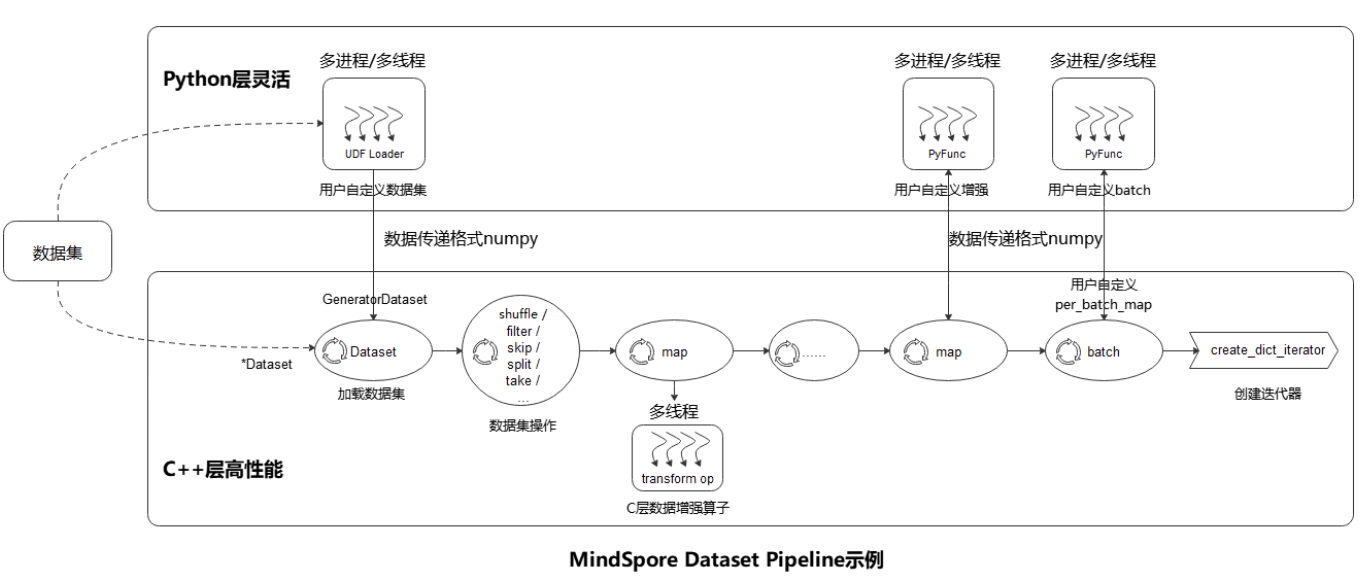 Python层灵活
多进程/多线程
UDF Loader
用户自定义数据集
多进程/多线程
PyFunc
用户自定义增强
多进程/多线程
PyFunc
用户自定义batch
数据集
数据传递格式numpy
数据传递格式numpy
GeneratorDataset
*Dataset
Dataset
加载数据集
shuffle /
filter /
skip /
split /
take /
...
数据集操作
map
多线程
transform op
C层数据增强算子
......
map
用户自定义
per_batch_map
batch
create_dict_iterator
创建迭代器
C++层高性能
MindSpore Dataset Pipeline示例